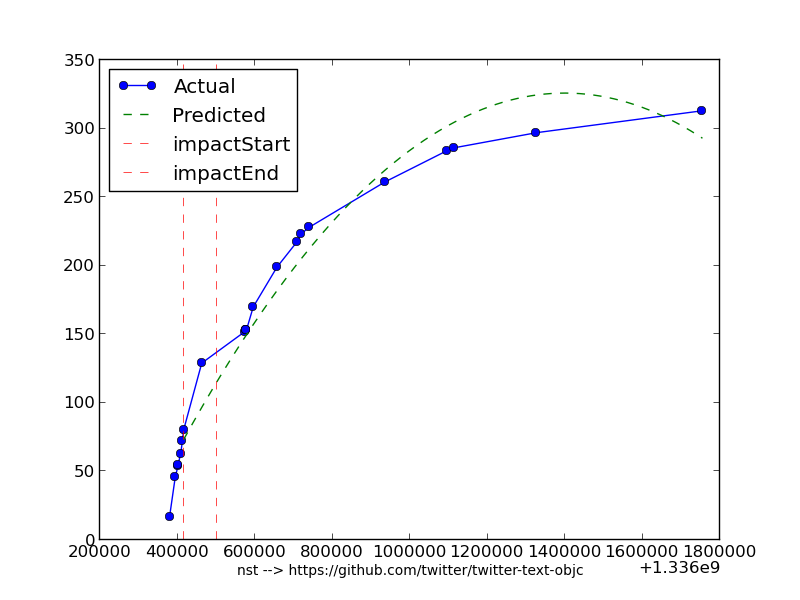 350
300
250
200
150
100
50
0
Actual
Predicted
impactStart
impactEnd
200000 400000 600000 800000 1000000 1200000 1400000 1600000 1800000
+1.336e9
nst --> https://github.com/twitter/twitter-text-objc